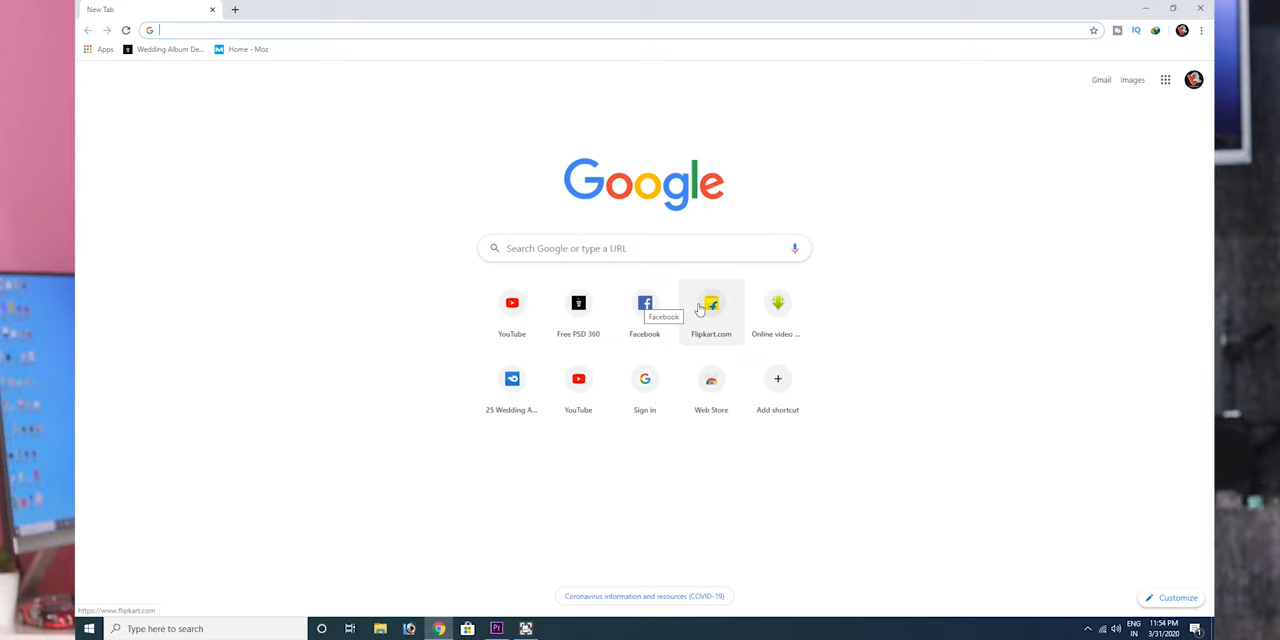 New Tab
Apps
Wedding Album De...
Home - Moz
IQ
Gmail
Images
Google
Search Google or type a URL
Facebook
YouTube
Free PSD 360
Facebook
Flipkart.com
Online video ...
25 Wedding A...
YouTube
Sign in
Web Store
Add shortcut
Coronavirus information and resources (COVID-19)
Customize
https://www.flipkart.com
Type here to search
Pr
ENG
IN
11:54 PM
3/31/2020